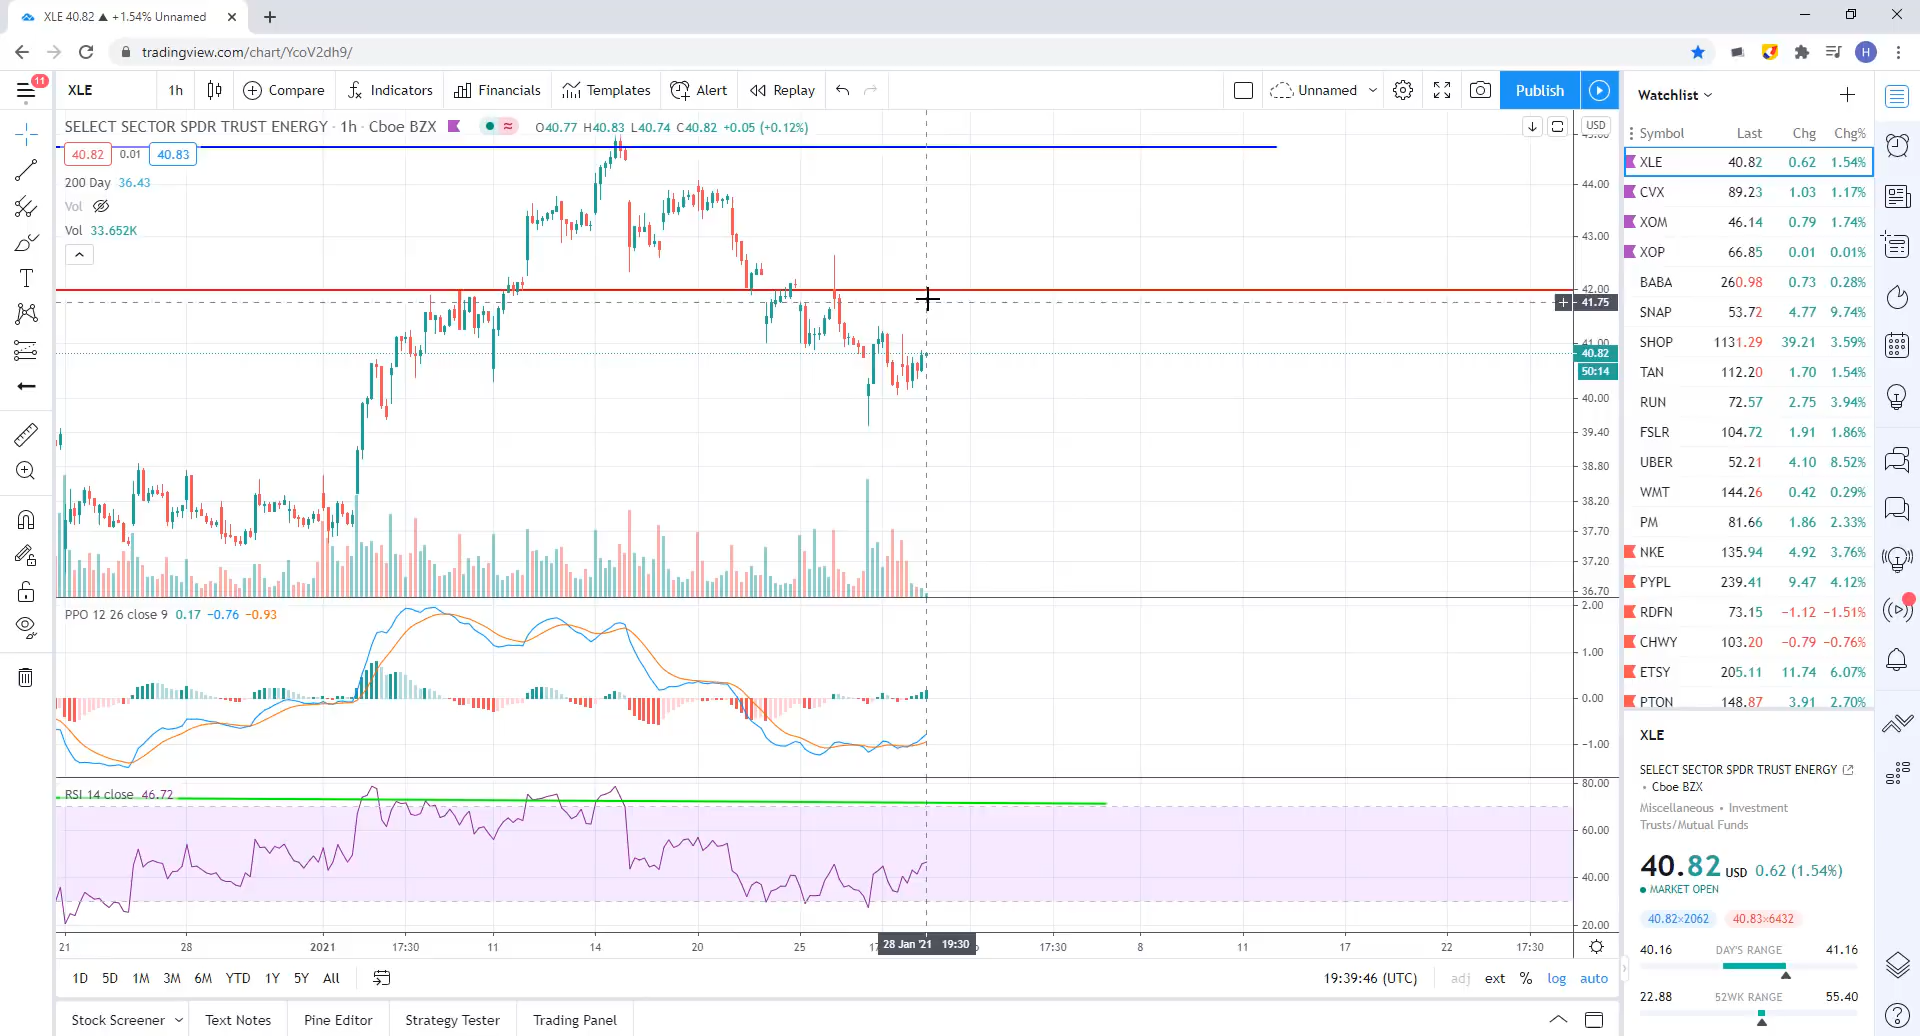 XLE 40.82 ▲ +1.54% Unnamed
tradingview.com/chart/YcoV2dh9/
H
11
XLE 1h Compare Indicators Financials Templates Alert Replay Unnamed Publish
SELECT SECTOR SPDR TRUST ENERGY · 1h · Cboe BZX O40.77 H40.83 L40.74 C40.82 +0.05 (+0.12%)
40.82 0.01 40.83
200 Day 36.43
Vol
Vol 33.652K
USD
44.00
43.00
42.00
41.75
41.00
40.82
50:14
40.00
39.40
38.80
38.20
37.70
37.20
36.70
PPO 12 26 close 9 0.17 −0.76 −0.93
2.00
1.00
0.00
−1.00
RSI 14 close 46.72
80.00
60.00
40.00
20.00
21 28 2021 17:30 11 14 20 25 28 Jan '21 19:30 17:30 8 11 17 22 17:30
1D 5D 1M 3M 6M YTD 1Y 5Y All 19:39:46 (UTC) adj ext % log auto
Stock Screener Text Notes Pine Editor Strategy Tester Trading Panel
Watchlist
Symbol Last Chg Chg%
XLE 40.82 0.62 1.54%
CVX 89.23 1.03 1.17%
XOM 46.14 0.79 1.74%
XOP 66.85 0.01 0.01%
BABA 260.98 0.73 0.28%
SNAP 53.72 4.77 9.74%
SHOP 1131.29 39.21 3.59%
TAN 112.20 1.70 1.54%
RUN 72.57 2.75 3.94%
FSLR 104.72 1.91 1.86%
UBER 52.21 4.10 8.52%
WMT 144.26 0.42 0.29%
PM 81.66 1.86 2.33%
NKE 135.94 4.92 3.76%
PYPL 239.41 9.47 4.12%
RDFN 73.15 −1.12 −1.51%
CHWY 103.20 −0.79 −0.76%
ETSY 205.11 11.74 6.07%
PTON 148.87 3.91 2.70%
XLE
SELECT SECTOR SPDR TRUST ENERGY
• Cboe BZX
Miscellaneous • Investment
Trusts/Mutual Funds
40.82 USD 0.62 (1.54%)
● MARKET OPEN
40.82×2062 40.83×6432
40.16 DAY'S RANGE 41.16
22.88 52WK RANGE 55.40